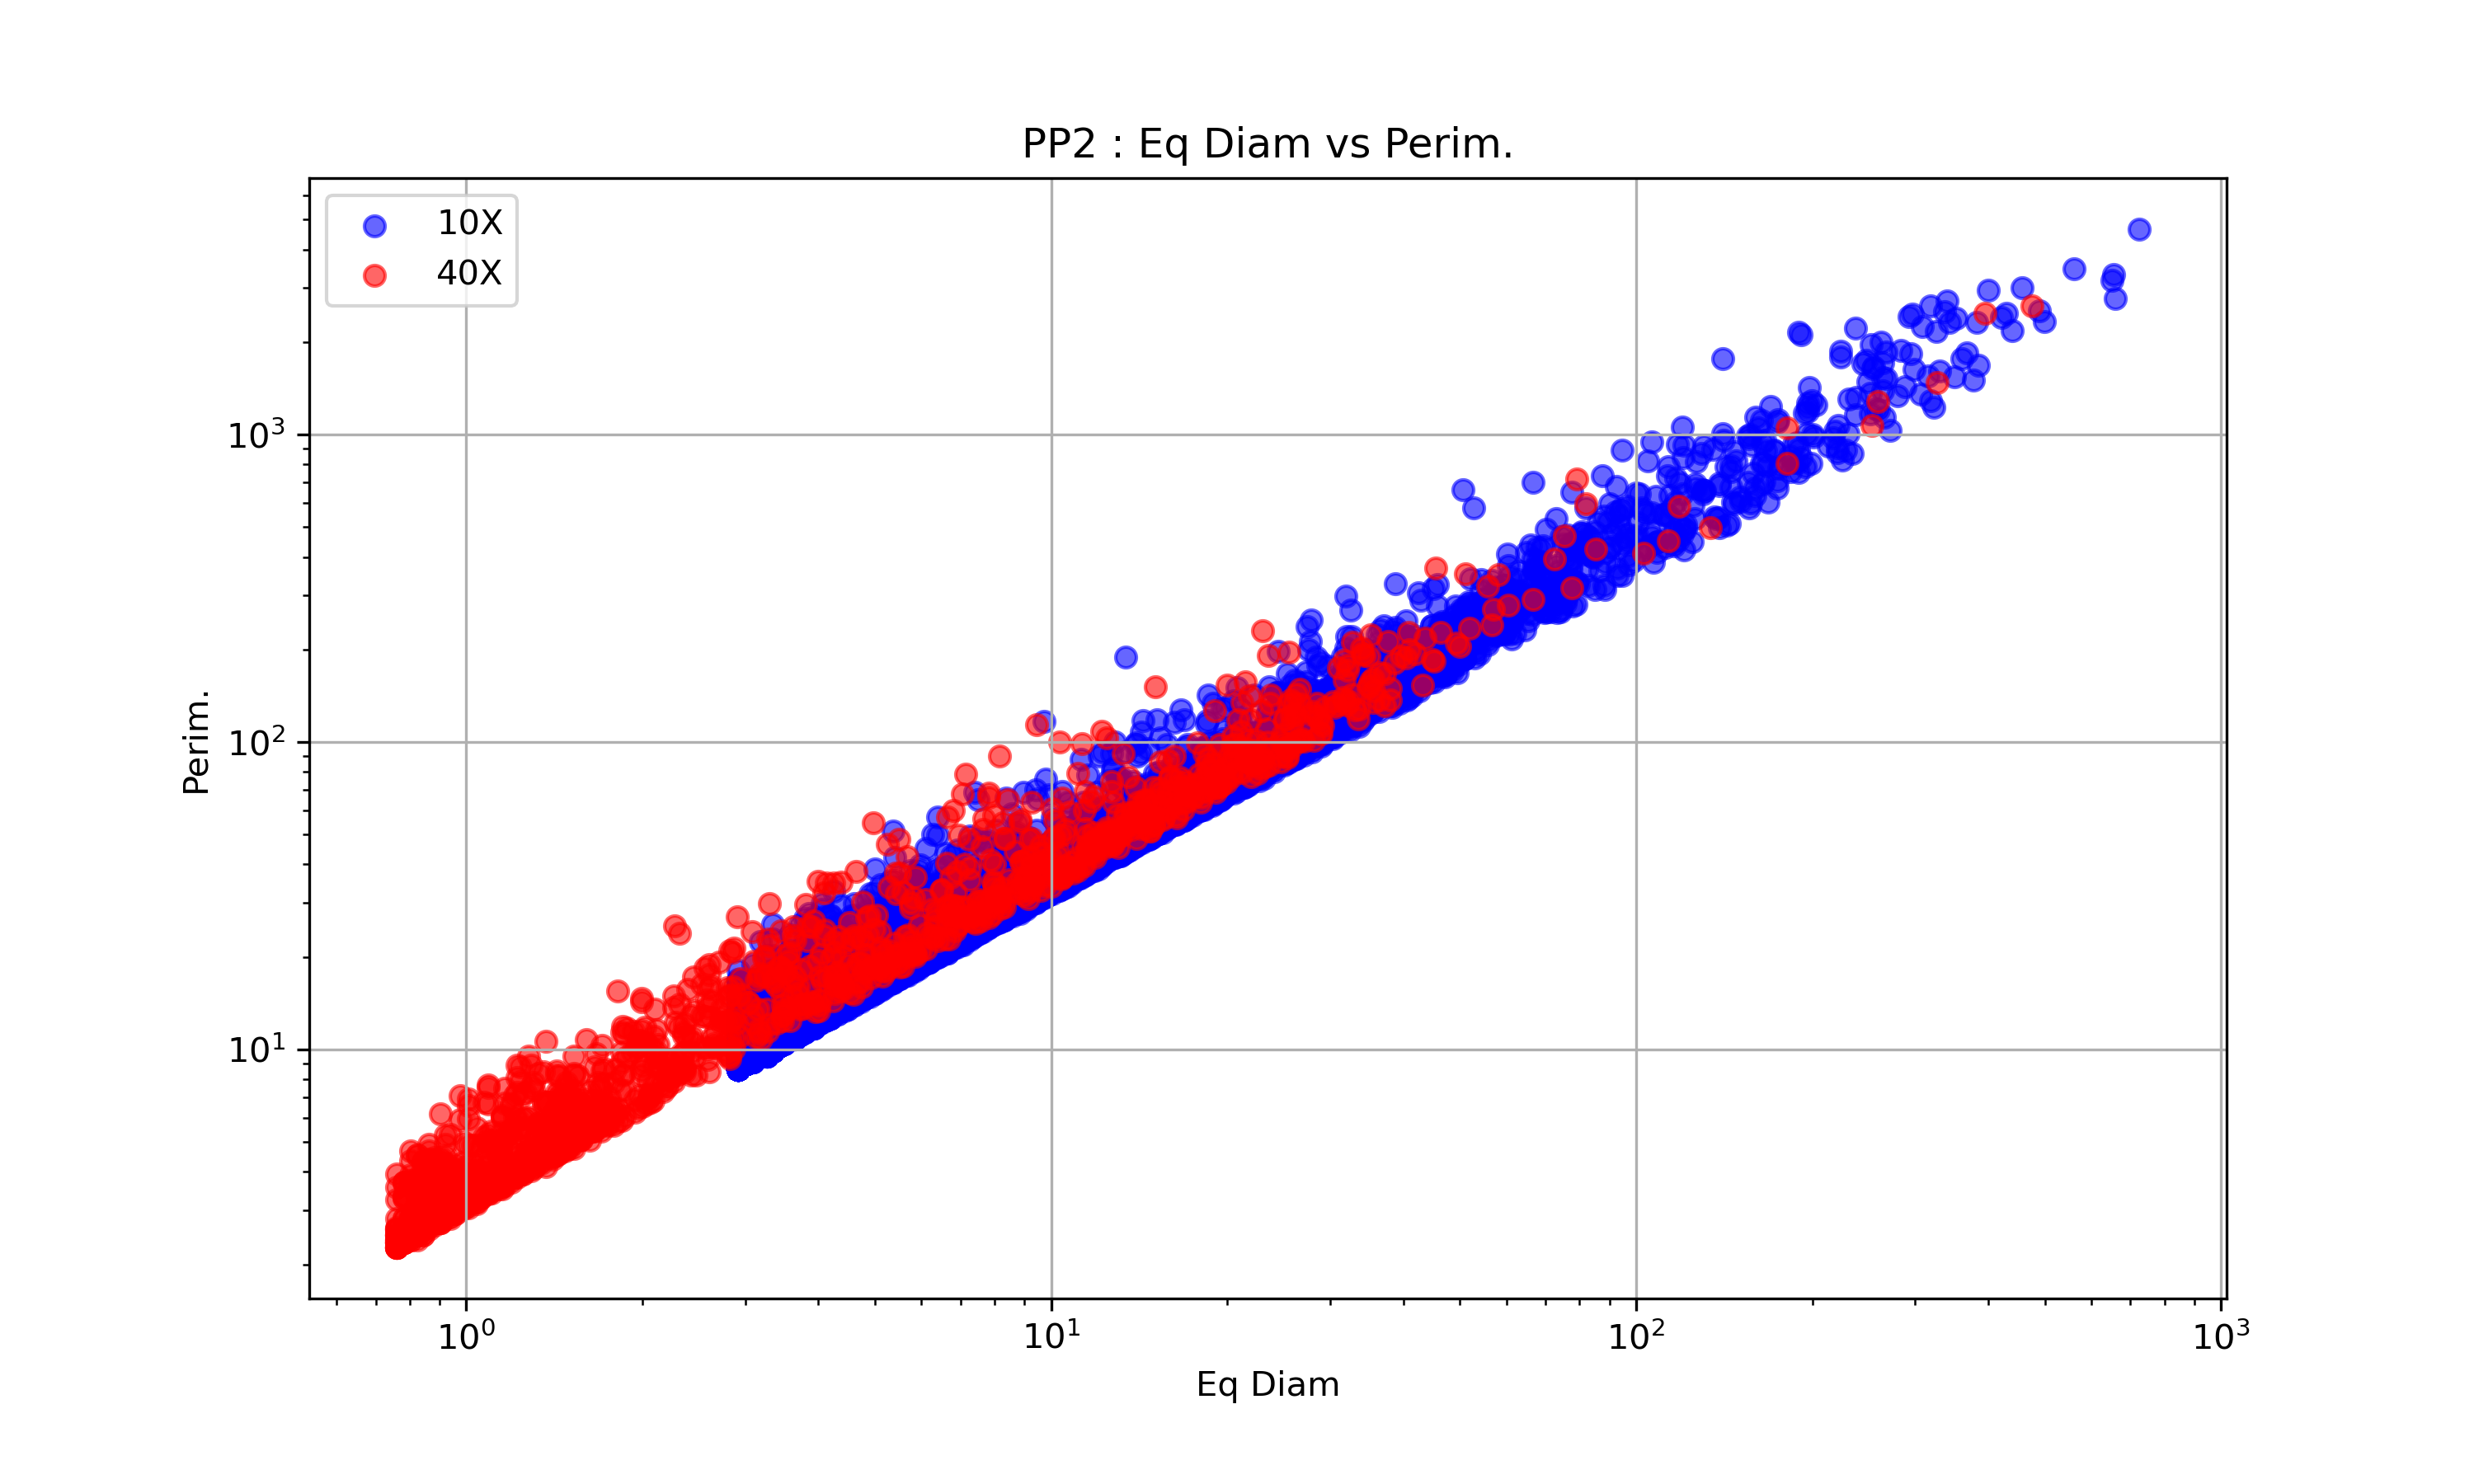 PP2 : Eq Diam vs Perim.
10X
40X
Perim.
10³
10²
10¹
10⁰ 10¹ 10² 10³
Eq Diam